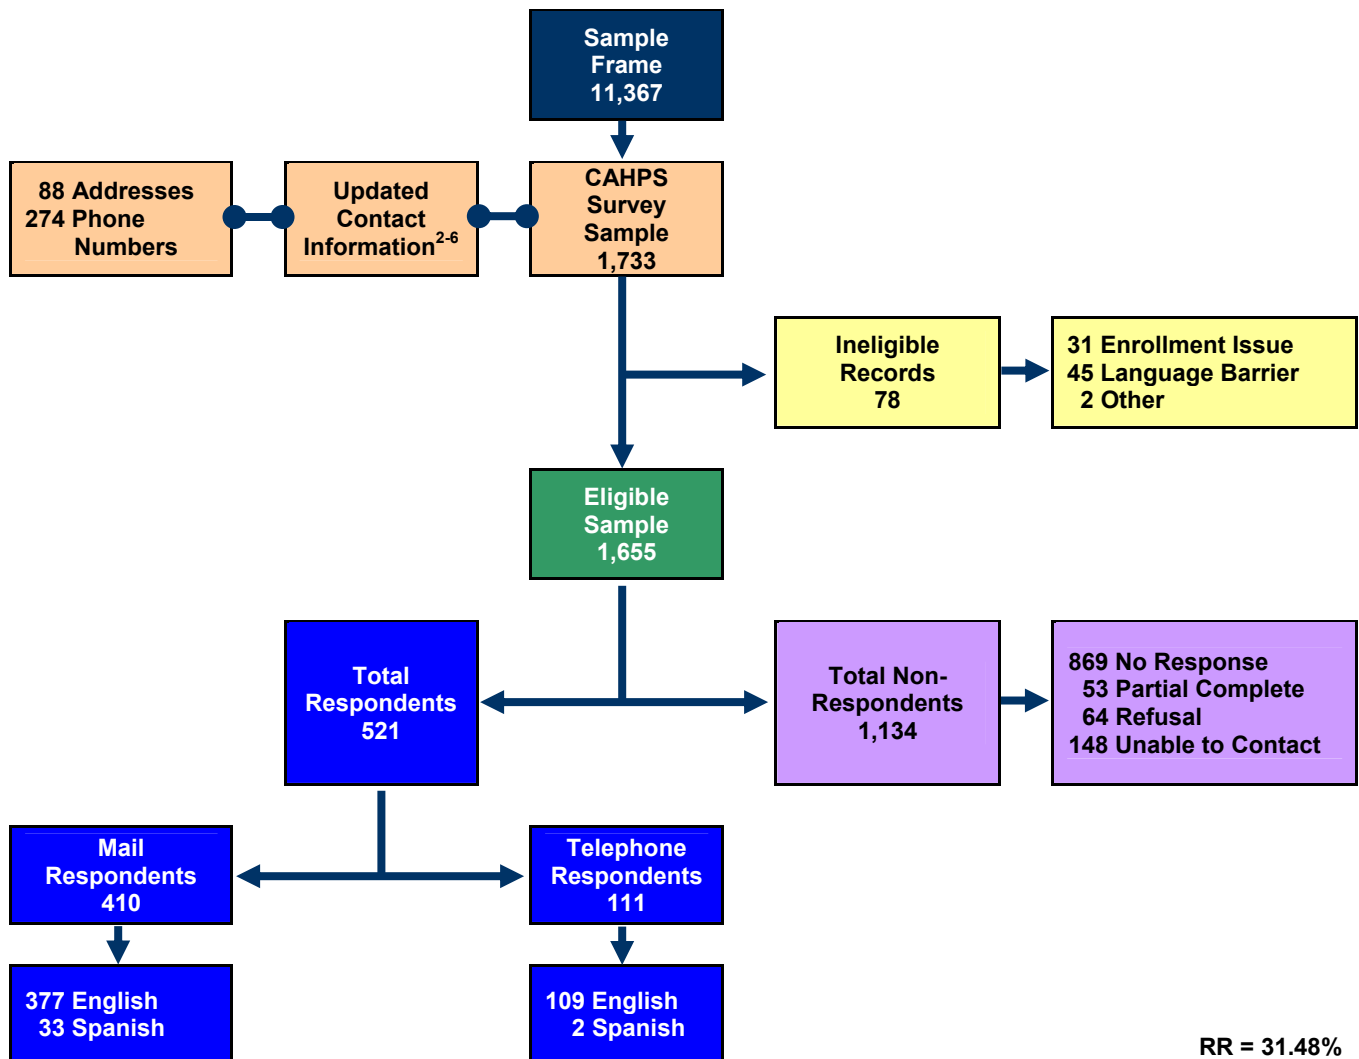 Sample
Frame
11,367
88 Addresses
274 Phone
Numbers
Updated
Contact
Information2-6
CAHPS
Survey
Sample
1,733
Ineligible
Records
78
31 Enrollment Issue
45 Language Barrier
2 Other
Eligible
Sample
1,655
Total
Respondents
521
Total Non-
Respondents
1,134
869 No Response
53 Partial Complete
64 Refusal
148 Unable to Contact
Mail
Respondents
410
Telephone
Respondents
111
377 English
33 Spanish
109 English
2 Spanish
RR = 31.48%